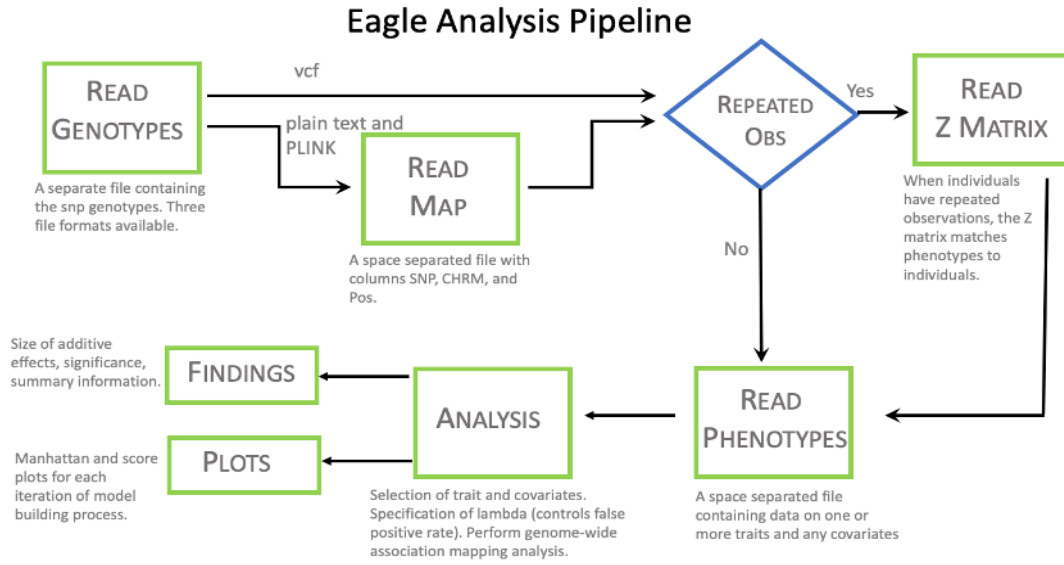 Eagle Analysis Pipeline
READ
GENOTYPES
A separate file containing
the snp genotypes. Three
file formats available.
vcf
plain text and
PLINK
READ
MAP
A space separated file with
columns SNP, CHRM, and
Pos.
REPEATED
OBS
Yes
No
READ
Z MATRIX
When individuals
have repeated
observations, the Z
matrix matches
phenotypes to
individuals.
READ
PHENOTYPES
A space separated file
containing data on one or
more traits and any covariates
ANALYSIS
Selection of trait and covariates.
Specification of lambda (controls false
positive rate). Perform genome-wide
association mapping analysis.
FINDINGS
Size of additive
effects, significance,
summary information.
PLOTS
Manhattan and score
plots for each
iteration of model
building process.